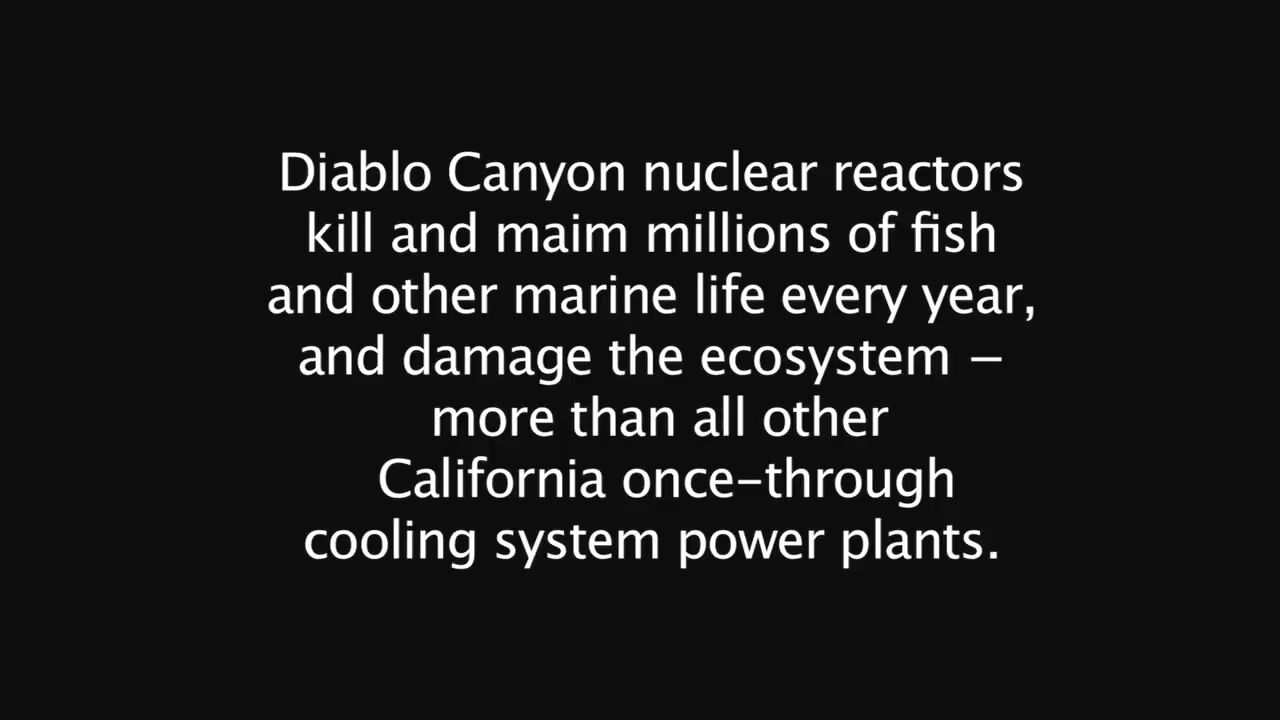 Diablo Canyon nuclear reactors
kill and maim millions of fish
and other marine life every year,
and damage the ecosystem –
more than all other
California once–through
cooling system power plants.